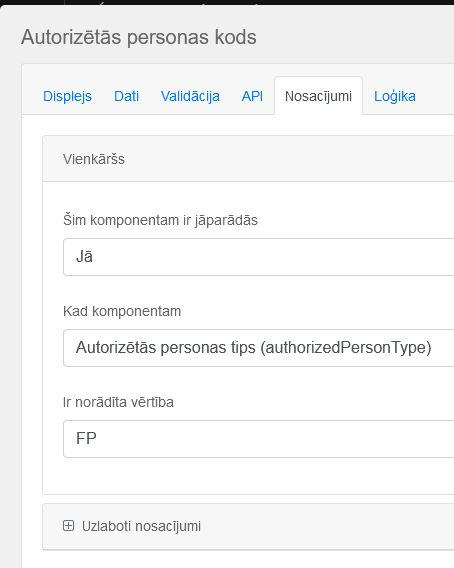 Autorizētās personas kods
Displejs Dati Validācija API Nosacījumi Loģika
Vienkāršs
Šim komponentam ir jāparādās
Jā
Kad komponentam
Autorizētās personas tips (authorizedPersonType)
Ir norādīta vērtība
FP
Uzlaboti nosacījumi